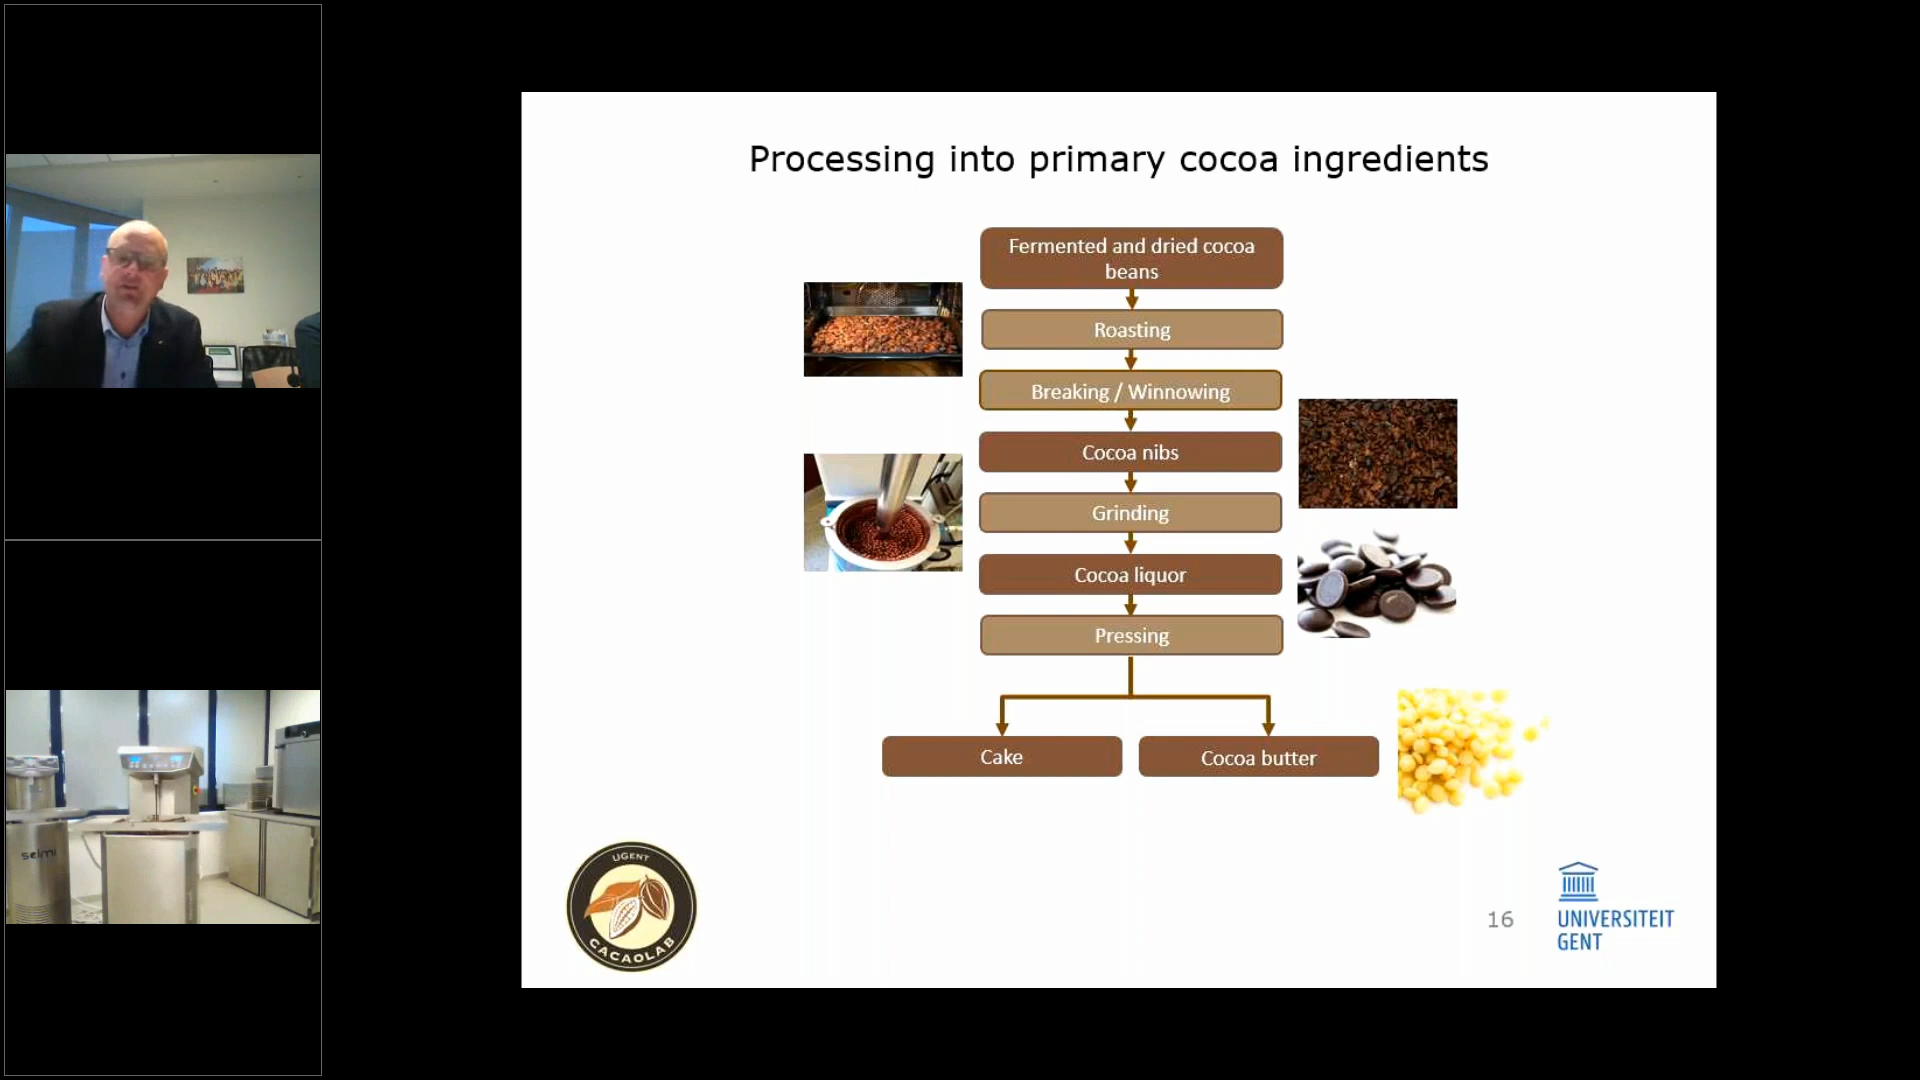 Processing into primary cocoa ingredients
Fermented and dried cocoa
beans
Roasting
Breaking / Winnowing
Cocoa nibs
Grinding
Cocoa liquor
Pressing
Cake
Cocoa butter
selmi
UGENT
CACAOLAB
16
UNIVERSITEIT
GENT